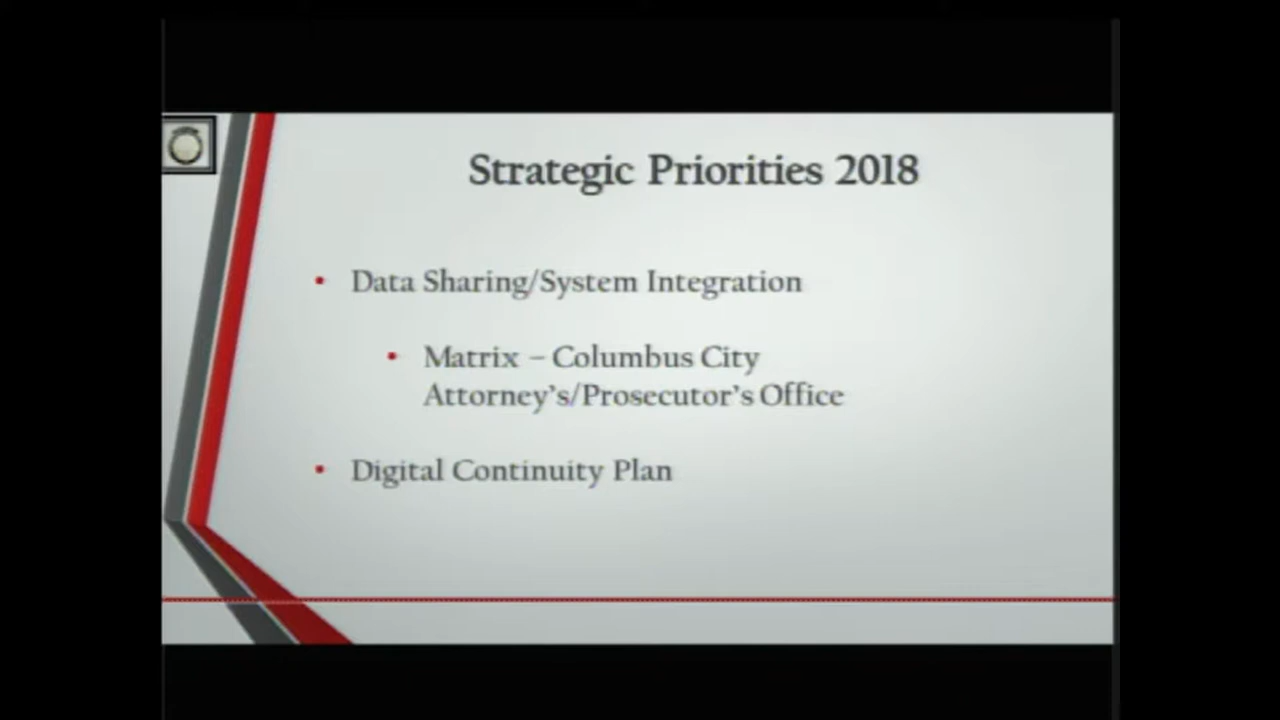 Strategic Priorities 2018
• Data Sharing/System Integration
• Matrix – Columbus City
Attorney's/Prosecutor's Office
• Digital Continuity Plan